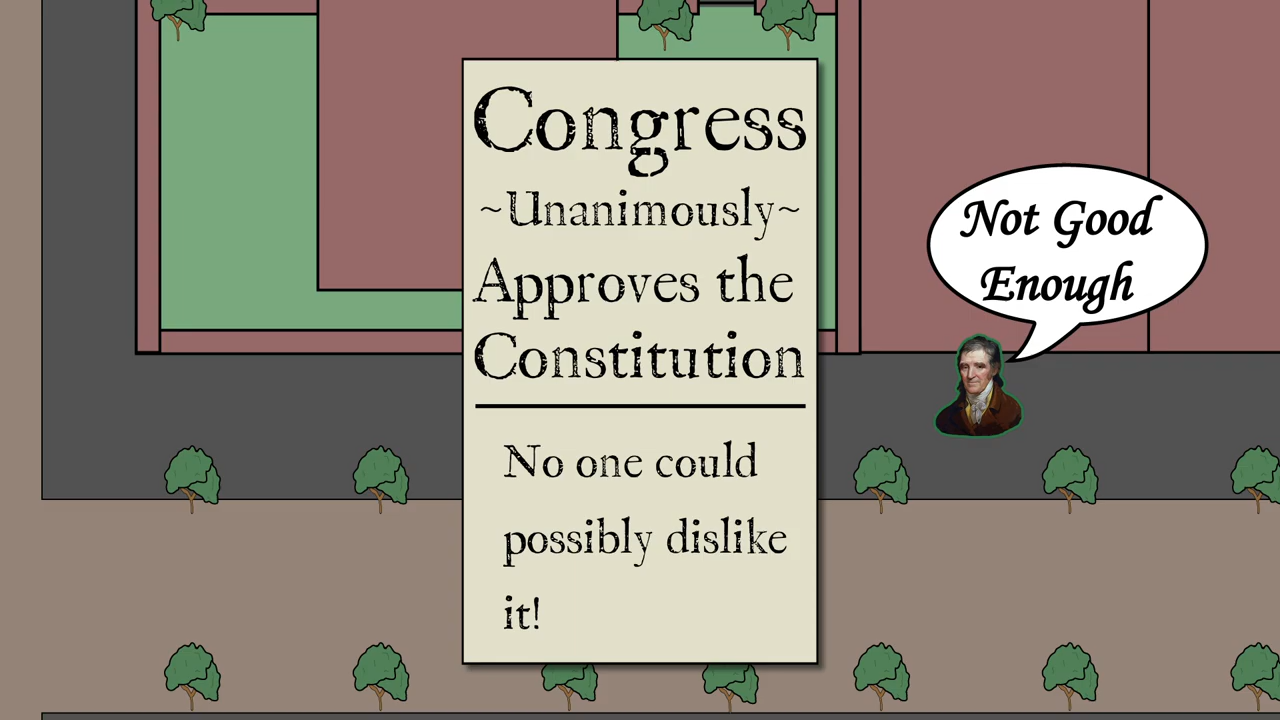 Congress
~Unanimously~
Approves the
Constitution
No one could
possibly dislike
it!
Not Good
Enough